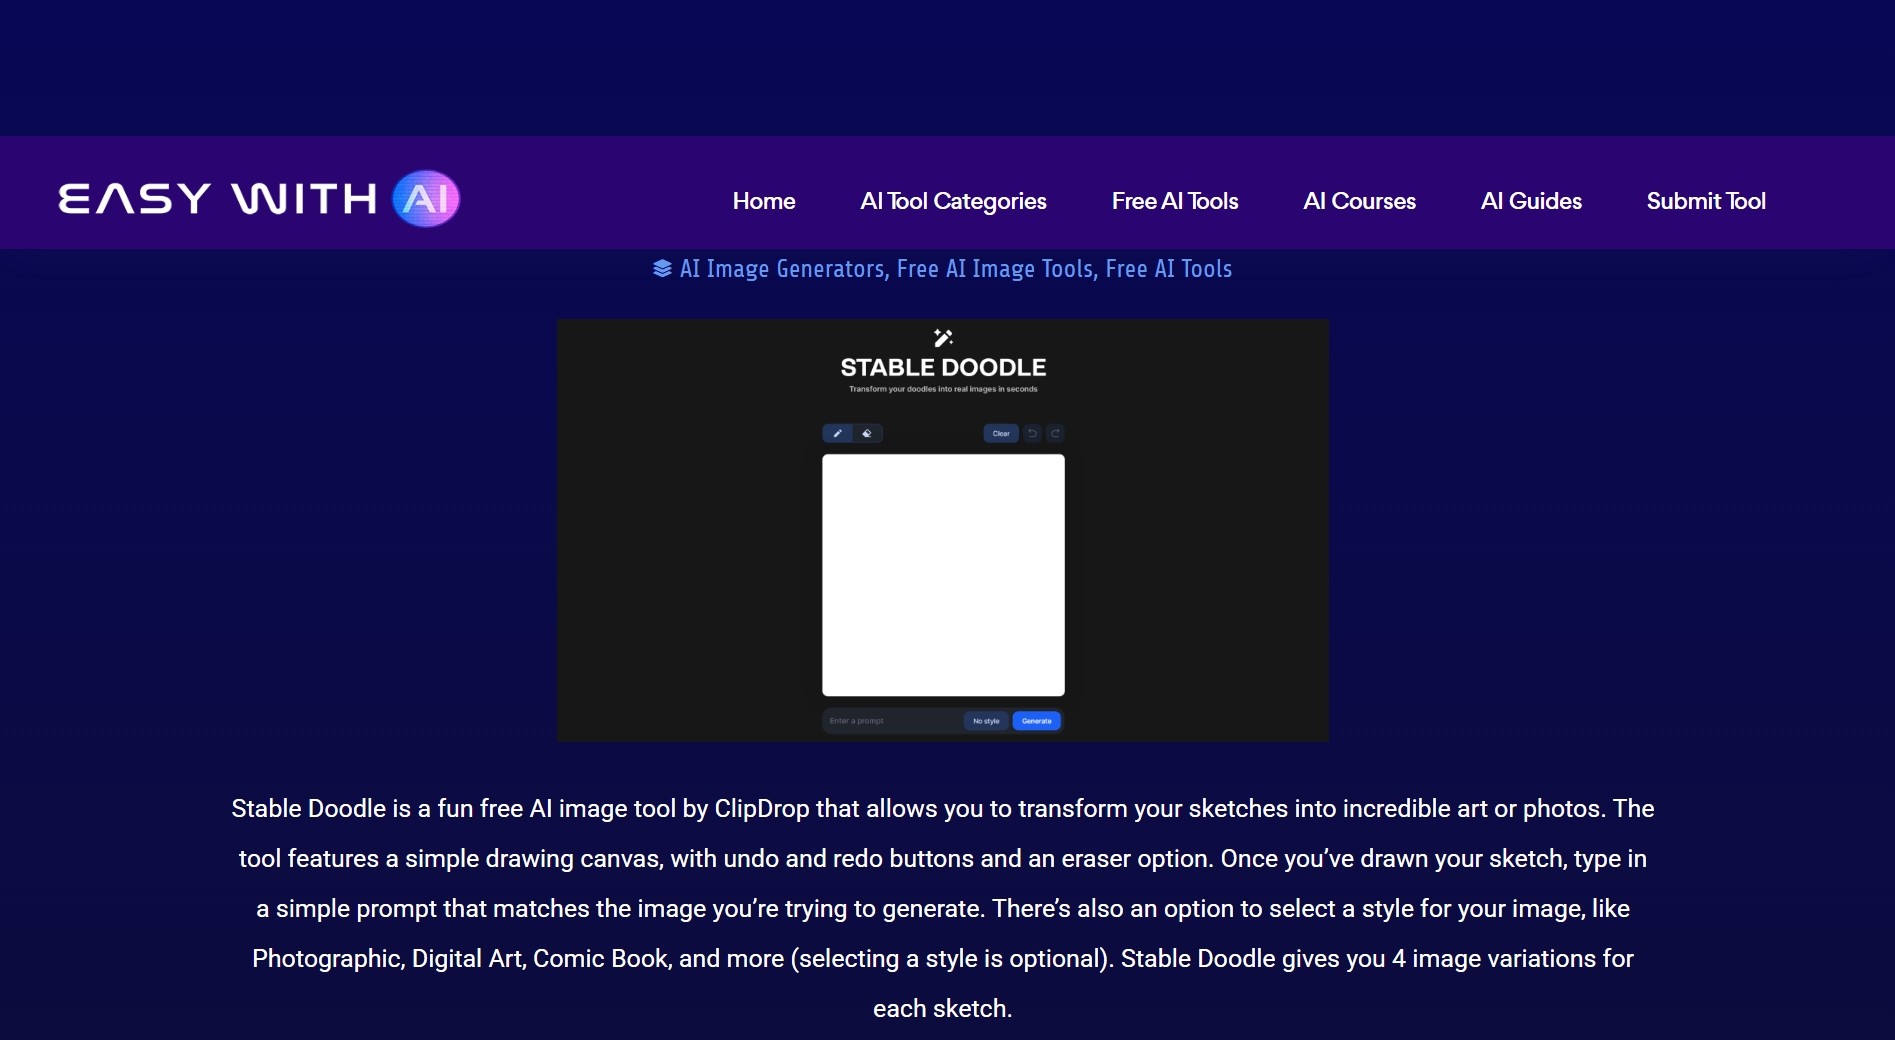 EASY WITH AI
Home AI Tool Categories Free AI Tools AI Courses AI Guides Submit Tool
AI Image Generators, Free AI Image Tools, Free AI Tools
STABLE DOODLE
Transform your doodles into real images in seconds
Clear
Enter a prompt No style Generate
Stable Doodle is a fun free AI image tool by ClipDrop that allows you to transform your sketches into incredible art or photos. The
tool features a simple drawing canvas, with undo and redo buttons and an eraser option. Once you’ve drawn your sketch, type in
a simple prompt that matches the image you’re trying to generate. There’s also an option to select a style for your image, like
Photographic, Digital Art, Comic Book, and more (selecting a style is optional). Stable Doodle gives you 4 image variations for
each sketch.